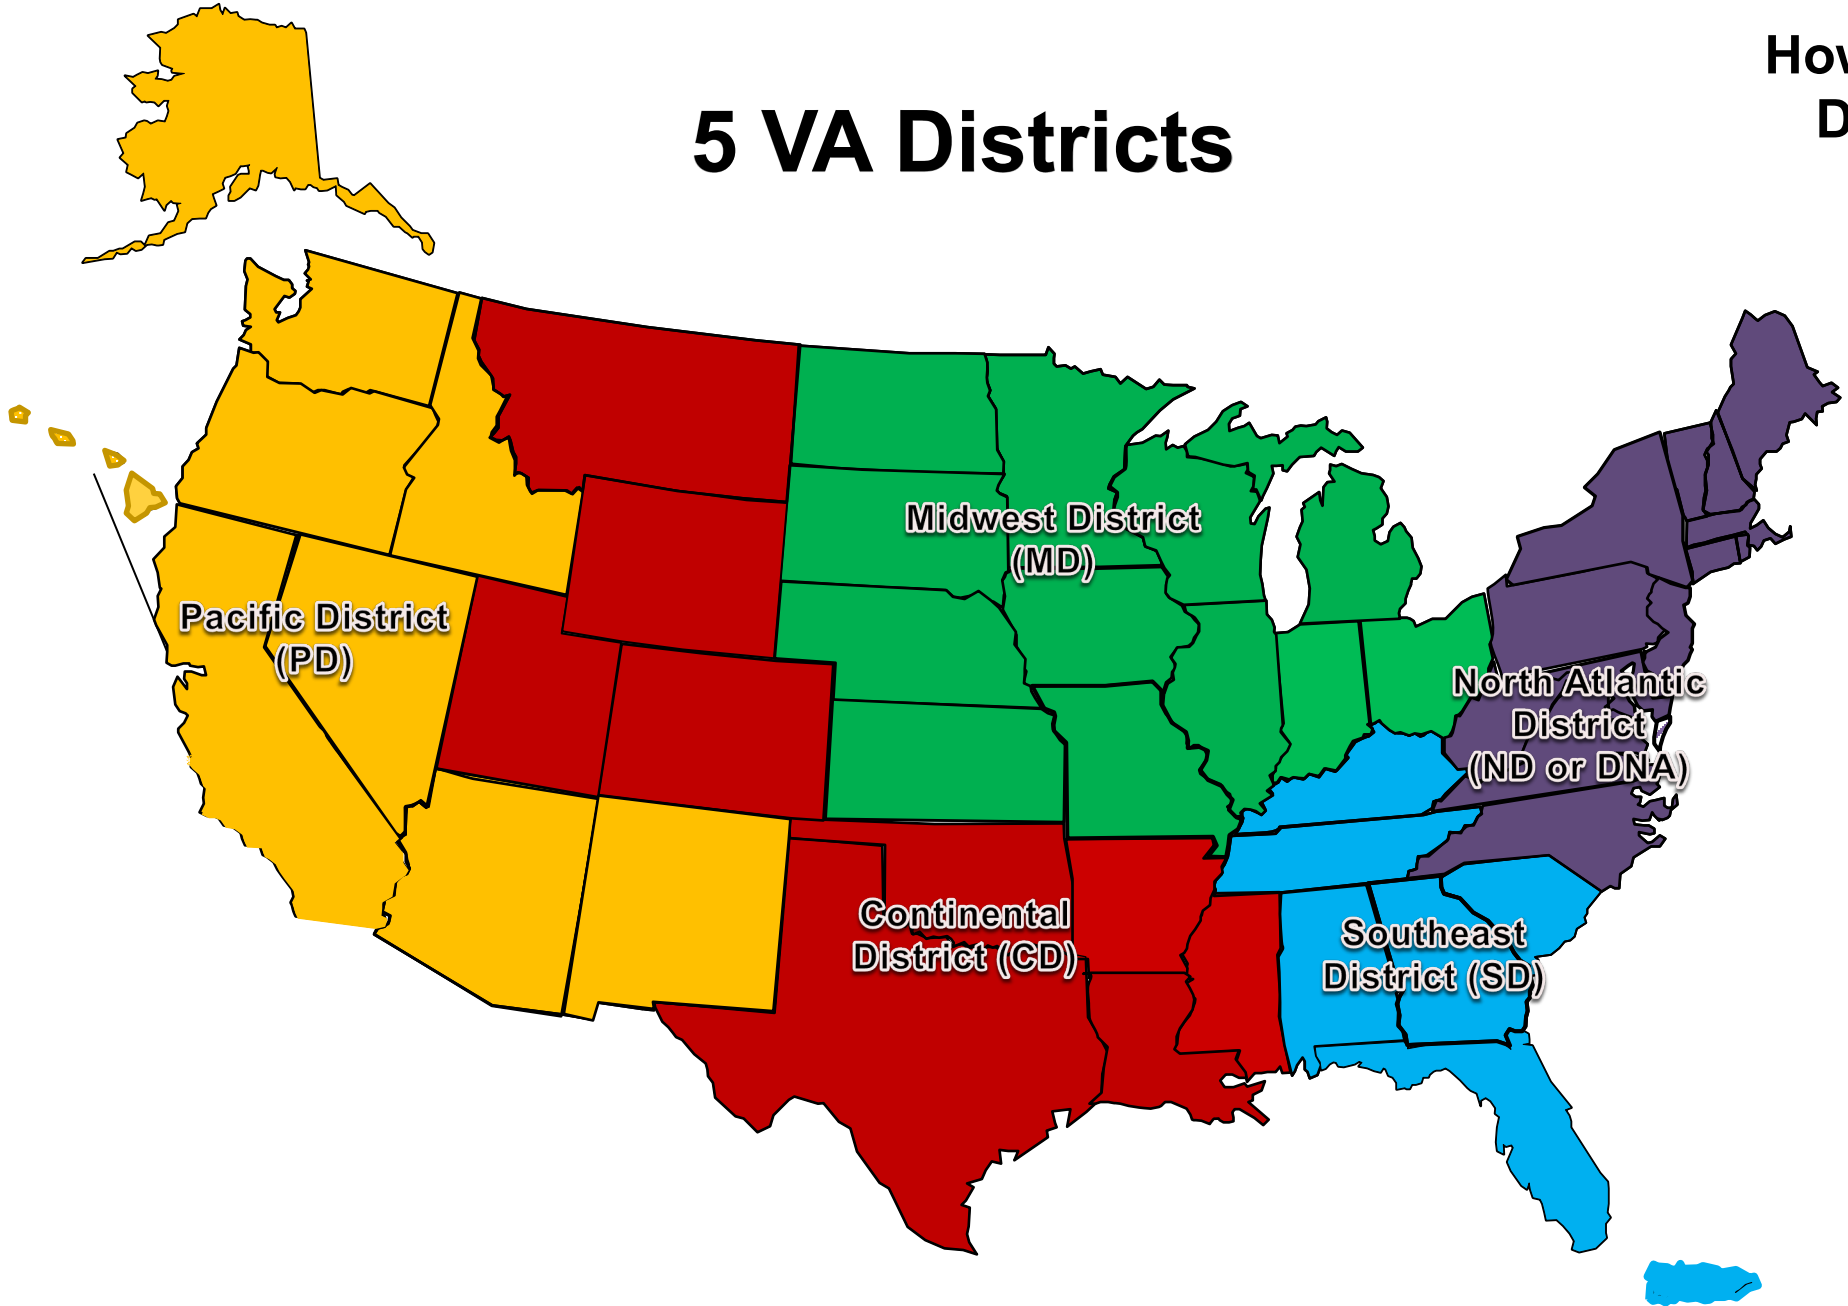 5 VA Districts
Midwest District
(MD)
Pacific District
(PD)
North Atlantic
District
(ND or DNA)
Continental
District (CD)
Southeast
District (SD)